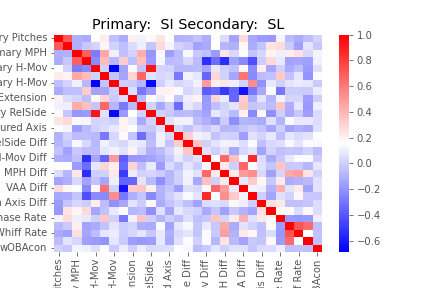 Primary:  SI Secondary:  SL
ry Pitches
mary MPH
ary H-Mov
ary H-Mov
Extension
ry RelSide
ured Axis
elSide Diff
H-Mov Diff
MPH Diff
VAA Diff
n Axis Diff
hase Rate
Whiff Rate
wOBAcon
1.0
0.8
0.6
0.4
0.2
0.0
−0.2
−0.4
−0.6
itches
y MPH
H-Mov
H-Mov
ension
elSide
d Axis
e Diff
ov Diff
H Diff
A Diff
is Diff
e Rate
f Rate
BAcon